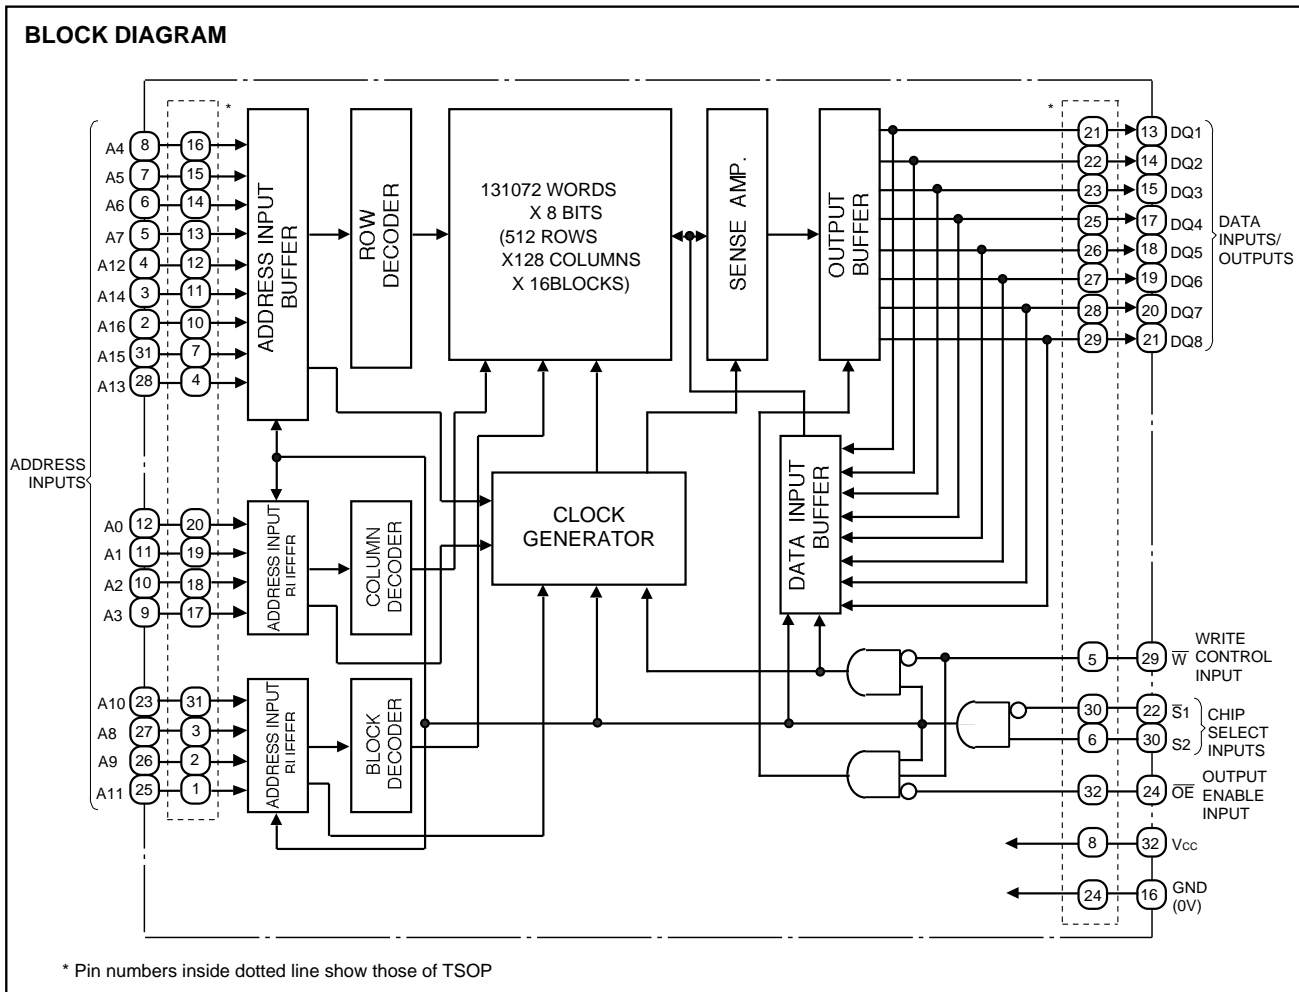 BLOCK DIAGRAM
*
*
A4 8 16
A5 7 15
A6 6 14
A7 5 13
A12 4 12
A14 3 11
A16 2 10
A15 31 7
A13 28 4
ADDRESS
INPUTS
A0 12 20
A1 11 19
A2 10 18
A3 9 17
A10 23 31
A8 27 3
A9 26 2
A11 25 1
ADDRESS INPUT
BUFFER
ROW
DECODER
131072 WORDS
X 8 BITS
(512 ROWS
X128 COLUMNS
X 16BLOCKS)
SENSE AMP.
OUTPUT
BUFFER
21 13 DQ1
22 14 DQ2
23 15 DQ3
25 17 DQ4
26 18 DQ5
27 19 DQ6
28 20 DQ7
29 21 DQ8
DATA
INPUTS/
OUTPUTS
ADDRESS INPUT
COLUMN
DECODER
CLOCK
GENERATOR
DATA INPUT
BUFFER
ADDRESS INPUT
BLOCK
DECODER
5 29 W̅
WRITE
CONTROL
INPUT
30 22 S̅1
6 30 S2
CHIP
SELECT
INPUTS
32 24 O̅E̅
OUTPUT
ENABLE
INPUT
8 32 Vcc
24 16 GND
(0V)
* Pin numbers inside dotted line show those of TSOP